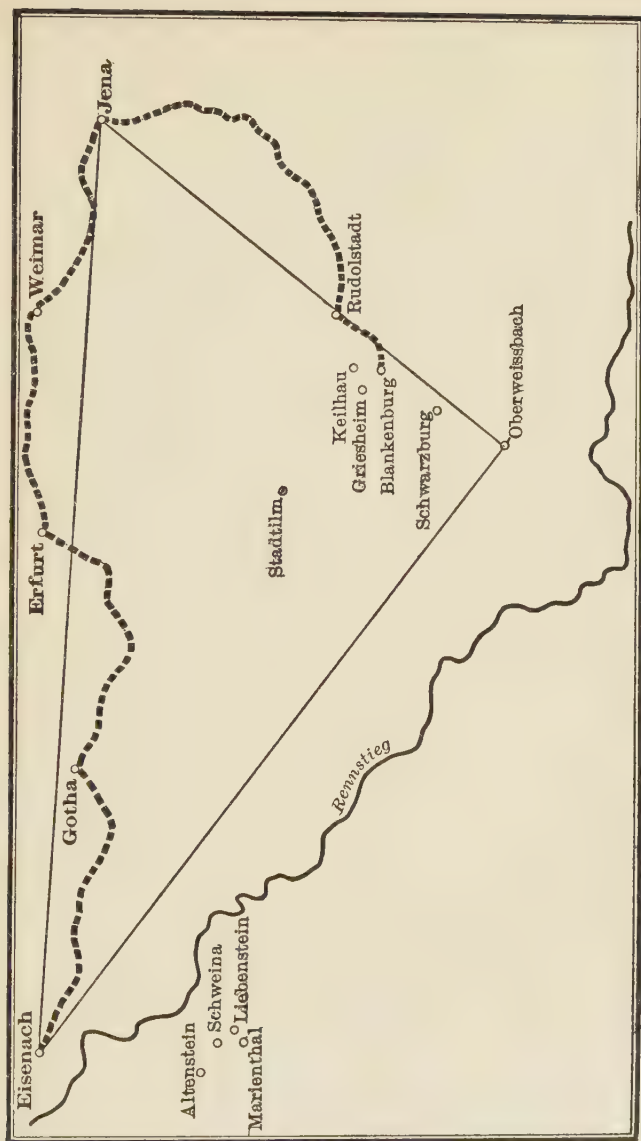 Eisenach
Gotha
Erfurt
Weimar
Jena
Altenstein
Schweina
Liebenstein
Marienthal
Rennstieg
Stadtilm
Keilhau
Griesheim
Blankenburg
Schwarzburg
Rudolstadt
Oberweissbach